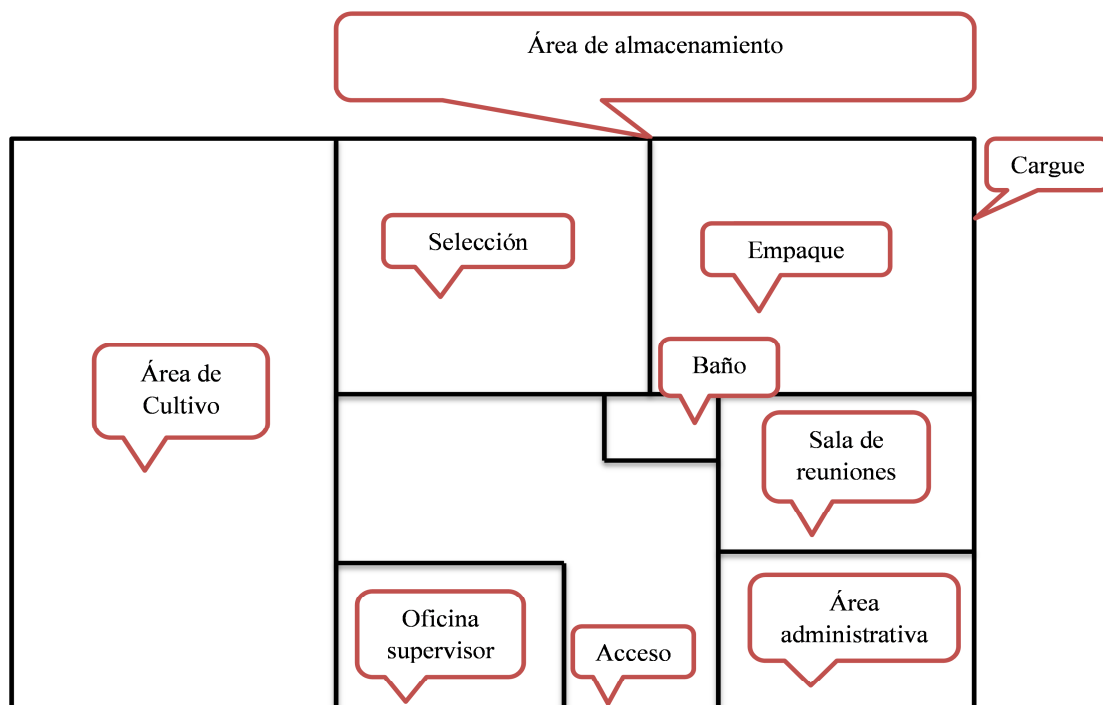 Área de almacenamiento
Cargue
Selección
Empaque
Baño
Área de
Cultivo
Sala de
reuniones
Oficina
supervisor
Acceso
Área
administrativa